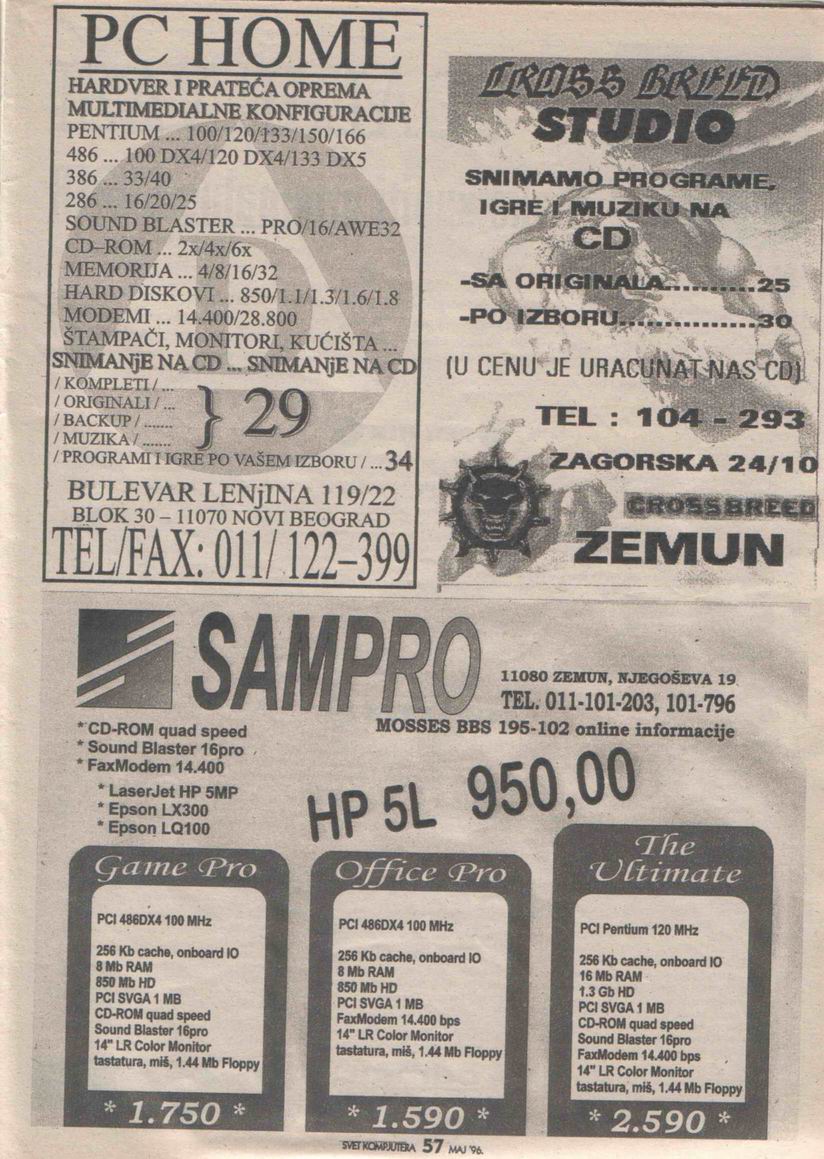 PC HOME
HARDVER I PRATEĆA OPREMA
MULTIMEDIALNE KONFIGURACIJE
PENTIUM ... 100/120/133/150/166
486 ... 100 DX4/120 DX4/133 DX5
386 ... 33/40
286 ... 16/20/25
SOUND BLASTER ... PRO/16/AWE32
CD–ROM ... 2x/4x/6x
MEMORIJA ... 4/8/16/32
HARD DISKOVI ... 850/1.1/1.3/1.6/1.8
MODEMI ... 14.400/28.800
ŠTAMPAČI, MONITORI, KUĆIŠTA ...
SNIMANjE NA CD ... SNIMANjE NA CD
/ KOMPLETI / ...
/ ORIGINALI / ...
/ BACKUP / .......
/ MUZIKA / .......
} 29
/ PROGRAMI I IGRE PO VAŠEM IZBORU / ...34
BULEVAR LENjINA 119/22
BLOK 30 – 11070 NOVI BEOGRAD
TEL/FAX: 011/ 122–399
CROSS BREED
STUDIO
SNIMAMO PROGRAME,
IGRE I MUZIKU NA
CD
-SA ORIGINALA..........25
-PO IZBORU...............30
(U CENU JE URACUNAT NAS CD)
TEL : 104 - 293
ZAGORSKA 24/10
CROSSBREED
ZEMUN
SAMPRO
11080 ZEMUN, NJEGOŠEVA 19
TEL. 011-101-203, 101-796
MOSSES BBS 195-102 online informacije
* CD-ROM quad speed
* Sound Blaster 16pro
* FaxModem 14.400
* LaserJet HP 5MP
* Epson LX300
* Epson LQ100
HP 5L 950,00
Game Pro
PCI 486DX4 100 MHz
256 Kb cache, onboard IO
8 Mb RAM
850 Mb HD
PCI SVGA 1 MB
CD-ROM quad speed
Sound Blaster 16pro
14" LR Color Monitor
tastatura, miš, 1.44 Mb Floppy
* 1.750 *
Office Pro
PCI 486DX4 100 MHz
256 Kb cache, onboard IO
8 Mb RAM
850 Mb HD
PCI SVGA 1 MB
FaxModem 14.400 bps
14" LR Color Monitor
tastatura, miš, 1.44 Mb Floppy
* 1.590 *
The
Ultimate
PCI Pentium 120 MHz
256 Kb cache, onboard IO
16 Mb RAM
1.3 Gb HD
PCI SVGA 1 MB
CD-ROM quad speed
Sound Blaster 16pro
FaxModem 14.400 bps
14" LR Color Monitor
tastatura, miš, 1.44 Mb Floppy
* 2.590 *
SVET KOMPJUTERA 57 MAJ '96.